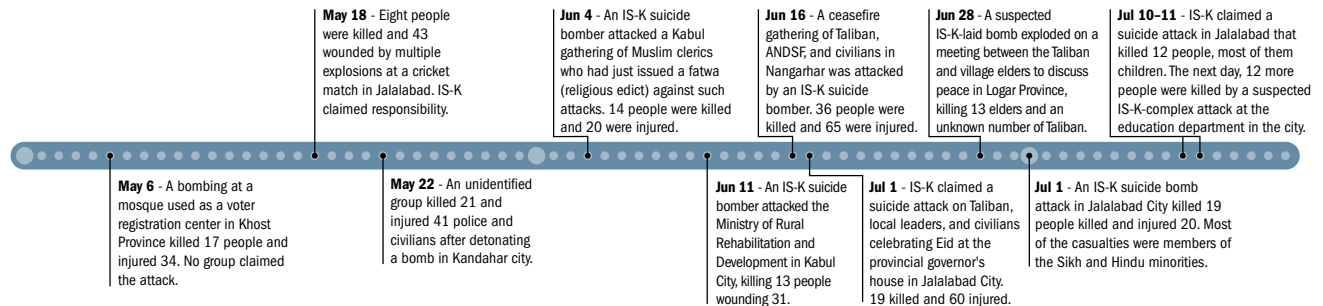 May 18 - Eight people
were killed and 43
wounded by multiple
explosions at a cricket
match in Jalalabad. IS-K
claimed responsibility.
Jun 4 - An IS-K suicide
bomber attacked a Kabul
gathering of Muslim clerics
who had just issued a fatwa
(religious edict) against such
attacks. 14 people were killed
and 20 were injured.
Jun 16 - A ceasefire
gathering of Taliban,
ANDSF, and civilians in
Nangarhar was attacked
by an IS-K suicide
bomber. 36 people were
killed and 65 were injured.
Jun 28 - A suspected
IS-K-laid bomb exploded on a
meeting between the Taliban
and village elders to discuss
peace in Logar Province,
killing 13 elders and an
unknown number of Taliban.
Jul 10–11 - IS-K claimed a
suicide attack in Jalalabad that
killed 12 people, most of them
children. The next day, 12 more
people were killed by a suspected
IS-K-complex attack at the
education department in the city.
May 6 - A bombing at a
mosque used as a voter
registration center in Khost
Province killed 17 people and
injured 34. No group claimed
the attack.
May 22 - An unidentified
group killed 21 and
injured 41 police and
civilians after detonating
a bomb in Kandahar city.
Jun 11 - An IS-K suicide
bomber attacked the
Ministry of Rural
Rehabilitation and
Development in Kabul
City, killing 13 people
wounding 31.
Jul 1 - IS-K claimed a
suicide attack on Taliban,
local leaders, and civilians
celebrating Eid at the
provincial governor's
house in Jalalabad City.
19 killed and 60 injured.
Jul 1 - An IS-K suicide bomb
attack in Jalalabad City killed 19
people killed and injured 20. Most
of the casualties were members of
the Sikh and Hindu minorities.